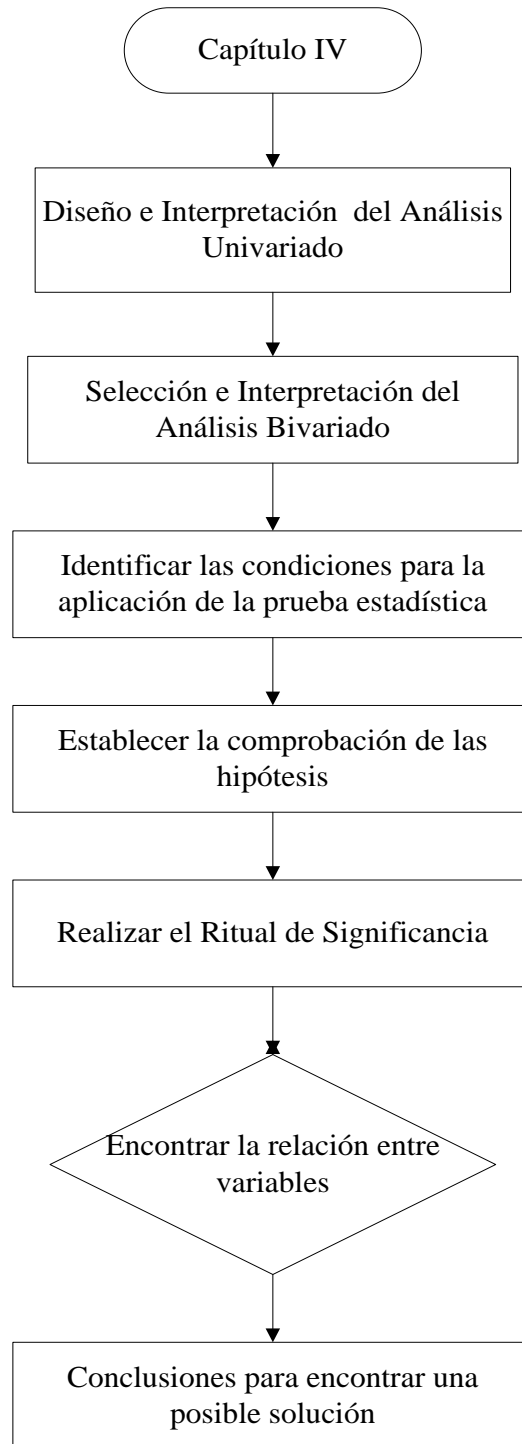 Capítulo IV
Diseño e Interpretación  del Análisis
Univariado
Selección e Interpretación del
Análisis Bivariado
Identificar las condiciones para la
aplicación de la prueba estadística
Establecer la comprobación de las
hipótesis
Realizar el Ritual de Significancia
Encontrar la relación entre
variables
Conclusiones para encontrar una
posible solución